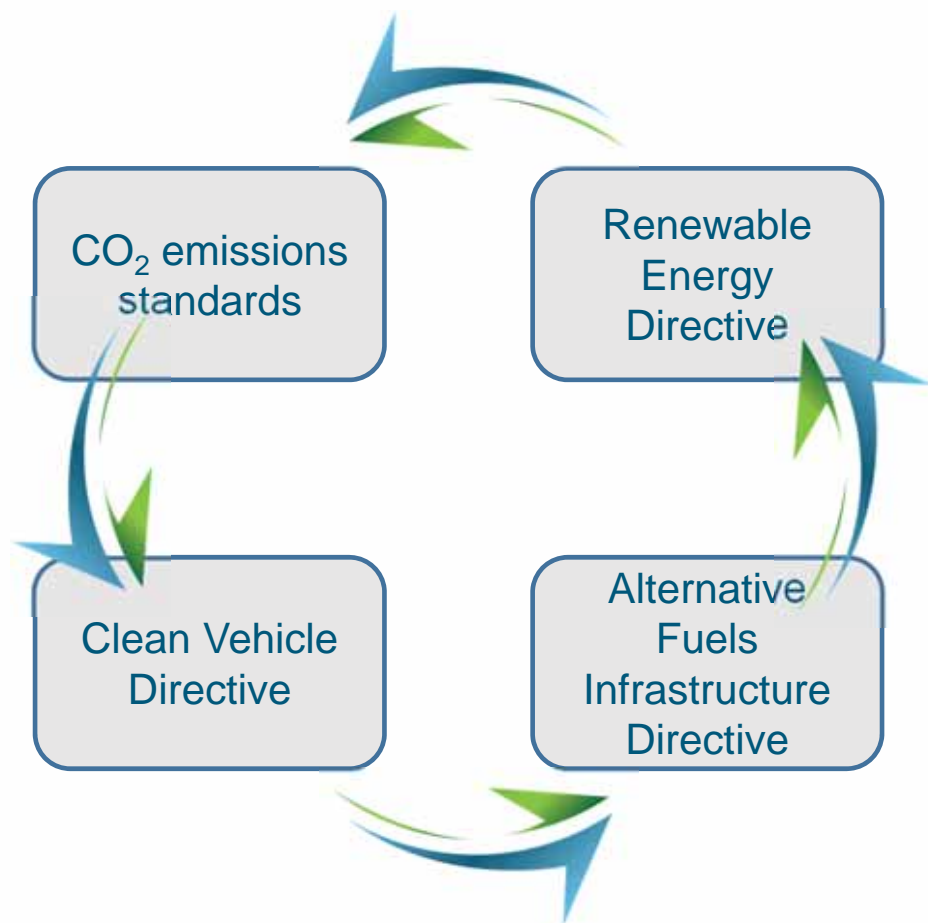 CO₂ emissions
standards
Renewable
Energy
Directive
Clean Vehicle
Directive
Alternative
Fuels
Infrastructure
Directive